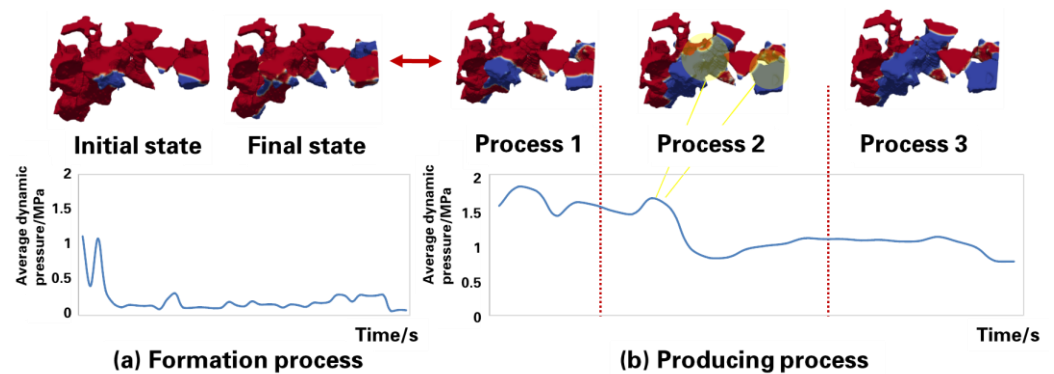 Initial state
Final state
Process 1
Process 2
Process 3
Average dynamic
pressure/MPa
2
1.5
1
0.5
0
Time/s
(a) Formation process
Average dynamic
pressure/MPa
2
1.5
1
0.5
0
Time/s
(b) Producing process